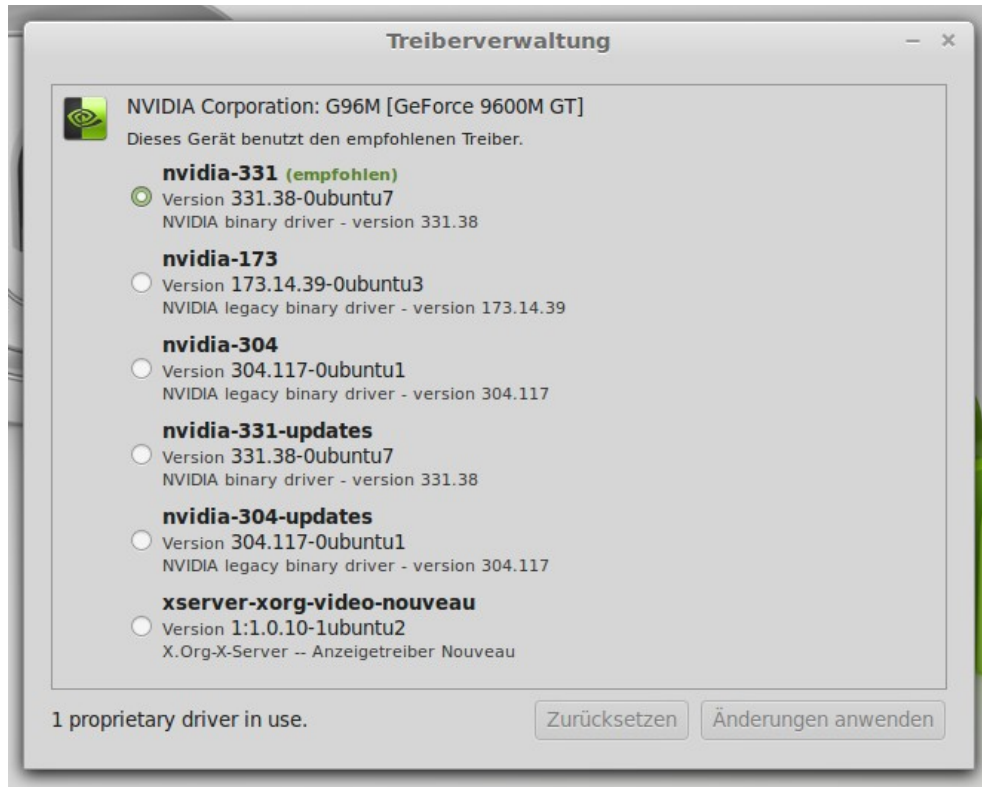 Treiberverwaltung
NVIDIA Corporation: G96M [GeForce 9600M GT]
Dieses Gerät benutzt den empfohlenen Treiber.
nvidia-331 (empfohlen)
Version 331.38-0ubuntu7
NVIDIA binary driver - version 331.38
nvidia-173
Version 173.14.39-0ubuntu3
NVIDIA legacy binary driver - version 173.14.39
nvidia-304
Version 304.117-0ubuntu1
NVIDIA legacy binary driver - version 304.117
nvidia-331-updates
Version 331.38-0ubuntu7
NVIDIA binary driver - version 331.38
nvidia-304-updates
Version 304.117-0ubuntu1
NVIDIA legacy binary driver - version 304.117
xserver-xorg-video-nouveau
Version 1:1.0.10-1ubuntu2
X.Org-X-Server -- Anzeigetreiber Nouveau
1 proprietary driver in use. Zurücksetzen Änderungen anwenden